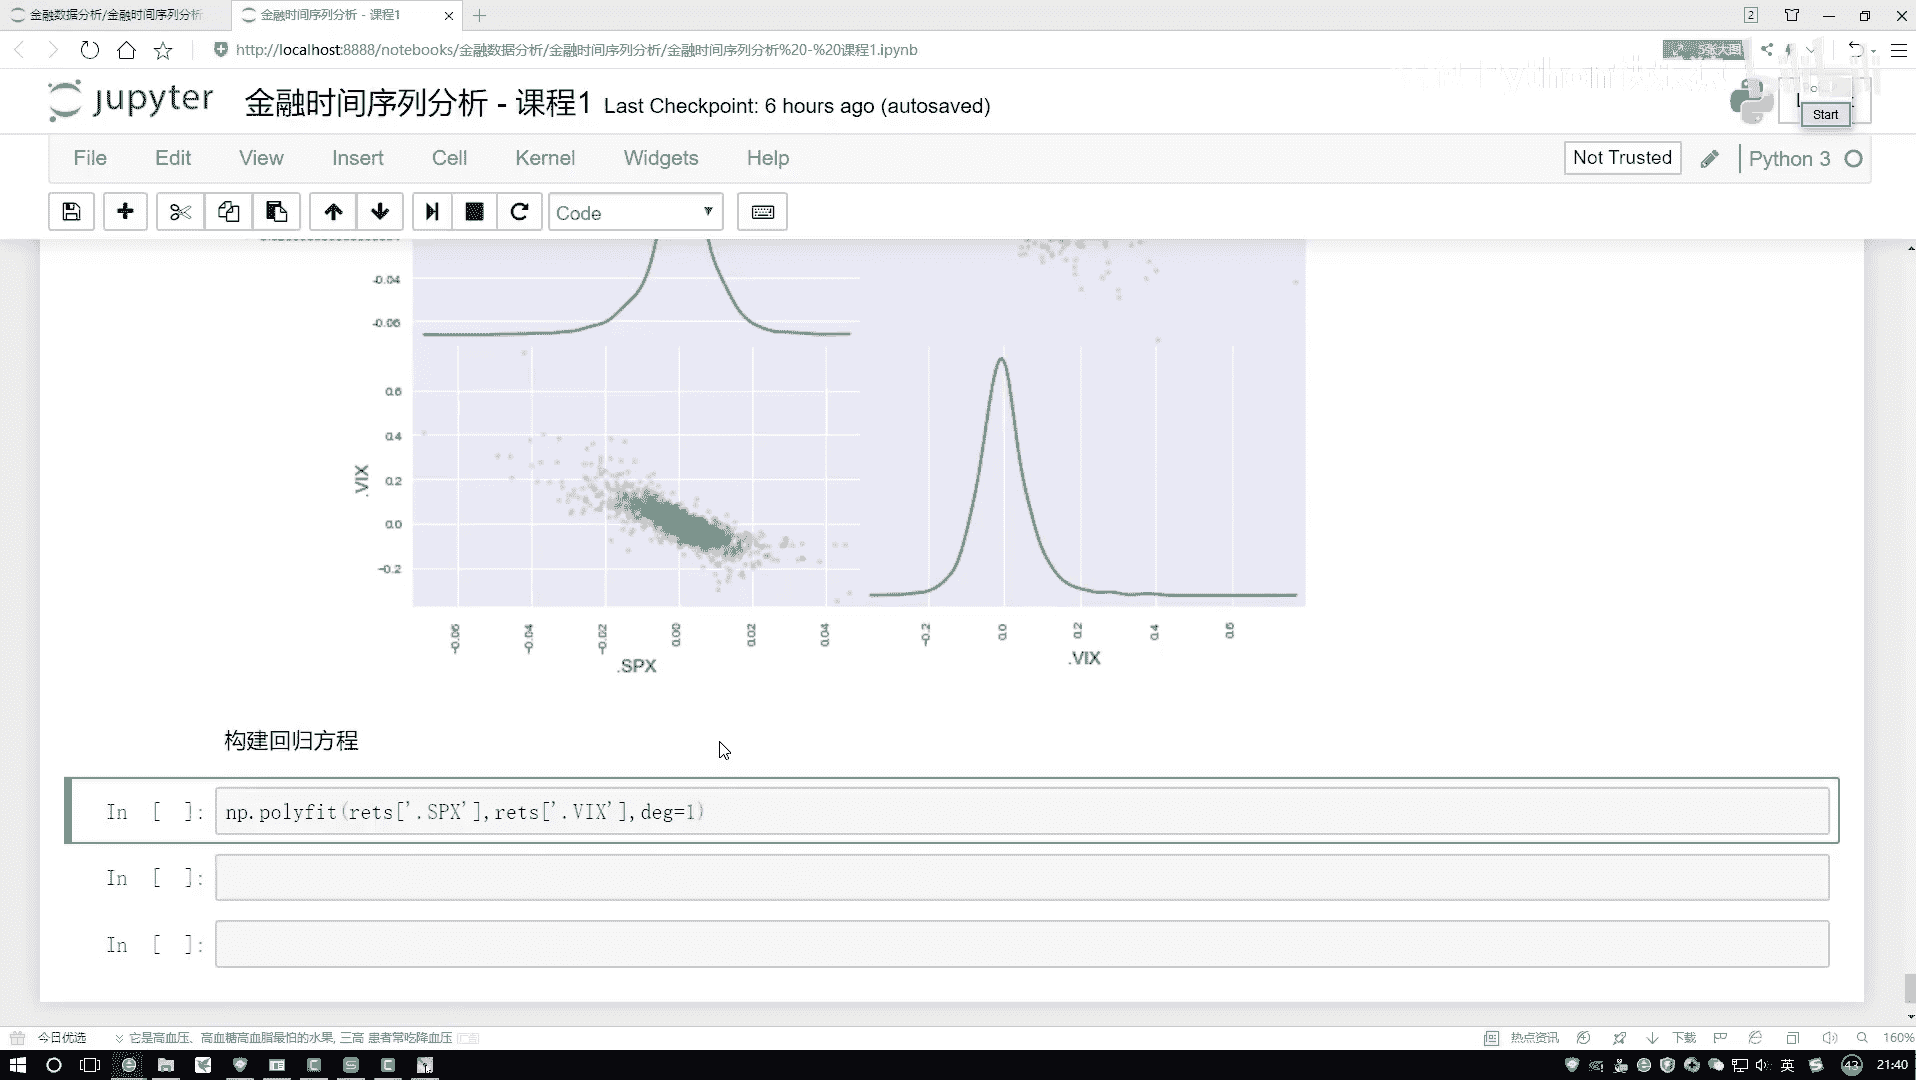 金融数据分析/金融时间序列分析
金融时间序列分析 - 课程1
2
http://localhost:8888/notebooks/金融数据分析/金融时间序列分析/金融时间序列分析%20-%20课程1.ipynb
5张大图
jupyter 金融时间序列分析 - 课程1 Last Checkpoint: 6 hours ago (autosaved)
Start
File Edit View Insert Cell Kernel Widgets Help
Not Trusted
Python 3
Code
-0.04
-0.06
.VIX
0.6
0.4
0.2
0.0
-0.2
-0.06 -0.04 -0.02 0.00 0.02 0.04
-0.2 0.0 0.2 0.4 0.6
.SPX
.VIX
构建回归方程
In [ ]: np.polyfit(rets['.SPX'],rets['.VIX'],deg=1)
In [ ]:
In [ ]:
今日优选
它是高血压、高血糖高血脂最怕的水果, 三高 患者常吃降血压
热点资讯
下载
160%
英
43
21:40